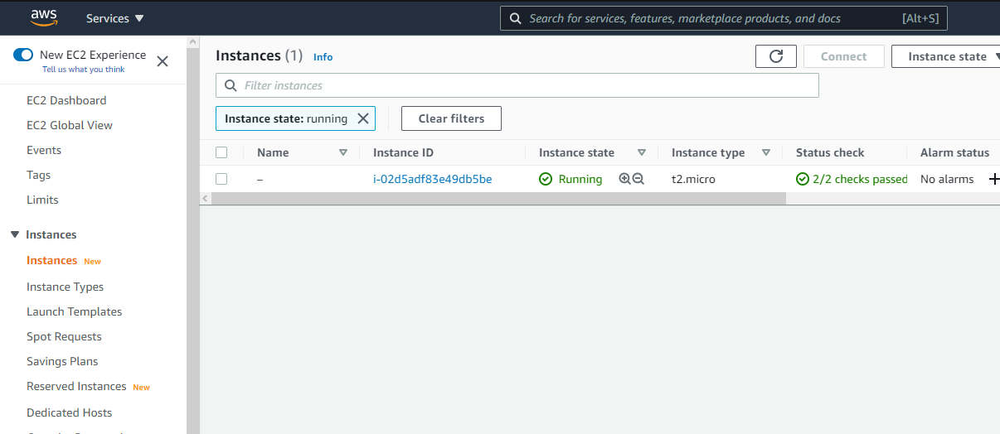 aws Services Search for services, features, marketplace products, and docs [Alt+S]
New EC2 Experience
Tell us what you think
EC2 Dashboard
EC2 Global View
Events
Tags
Limits
Instances
Instances New
Instance Types
Launch Templates
Spot Requests
Savings Plans
Reserved Instances New
Dedicated Hosts
Instances (1) Info Connect Instance state
Filter instances
Instance state: running Clear filters
Name Instance ID Instance state Instance type Status check Alarm status
– i-02d5adf83e49db5be Running t2.micro 2/2 checks passed No alarms